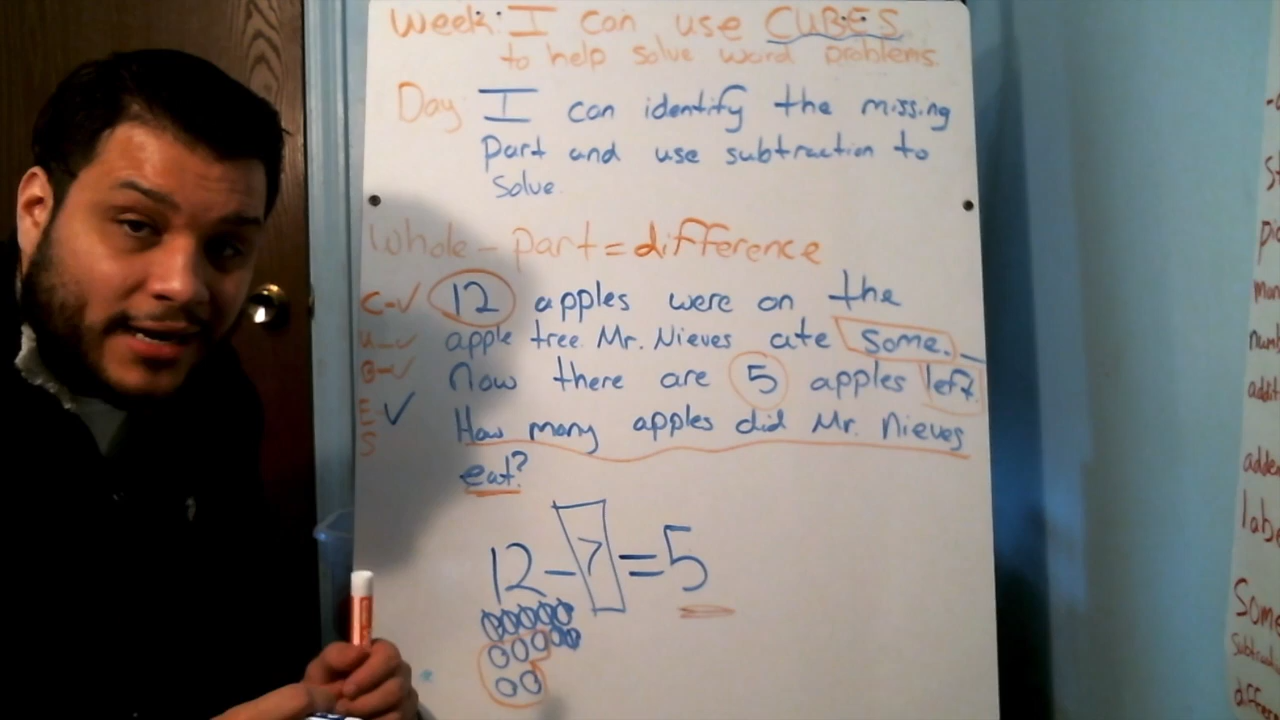 Week: I can use CUBES
to help solve word problems.
Day: I can identify the missing
part and use subtraction to
solve.
Whole - part = difference
C-✓ 12 apples were on the
U-✓ apple tree. Mr. Nieves ate some.
B-✓ Now there are 5 apples left.
E ✓ How many apples did Mr. Nieves
S
eat?
12 - 7 = 5